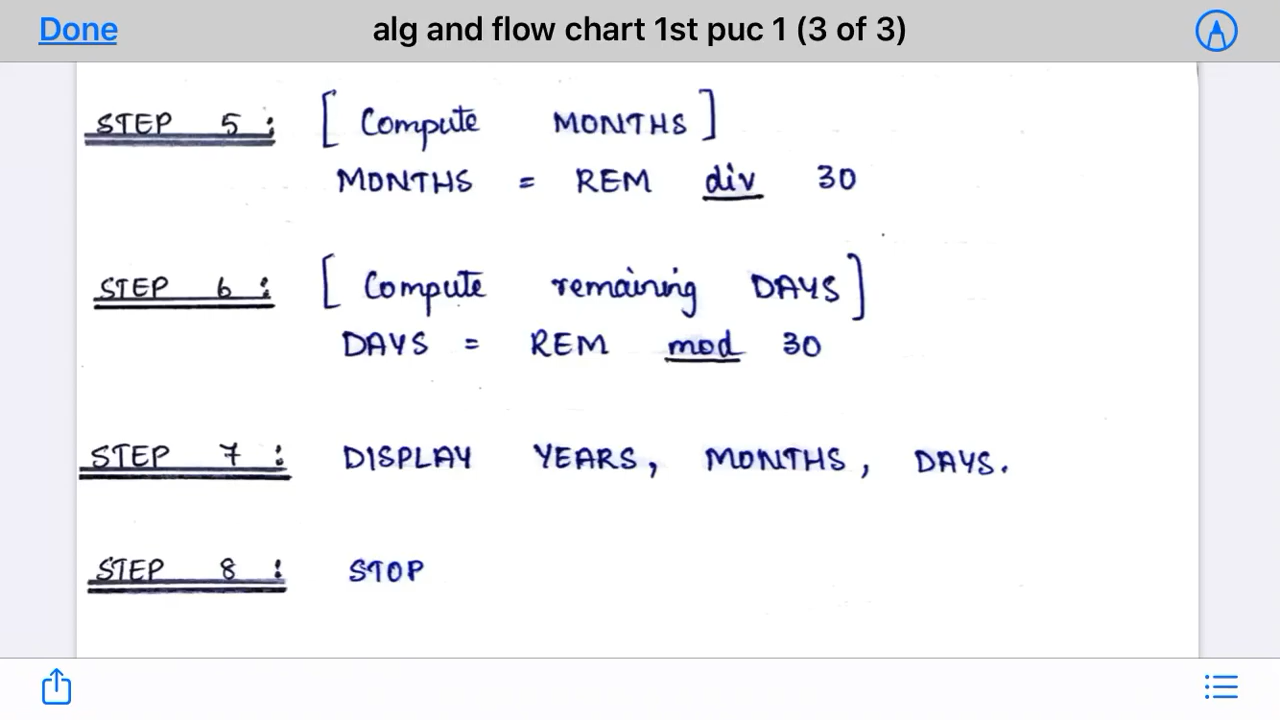 Done
alg and flow chart 1st puc 1 (3 of 3)
STEP 5 : [ Compute MONTHS ]
MONTHS = REM div 30
STEP 6 : [ Compute remaining DAYS ]
DAYS = REM mod 30
STEP 7 : DISPLAY YEARS, MONTHS, DAYS.
STEP 8 : STOP